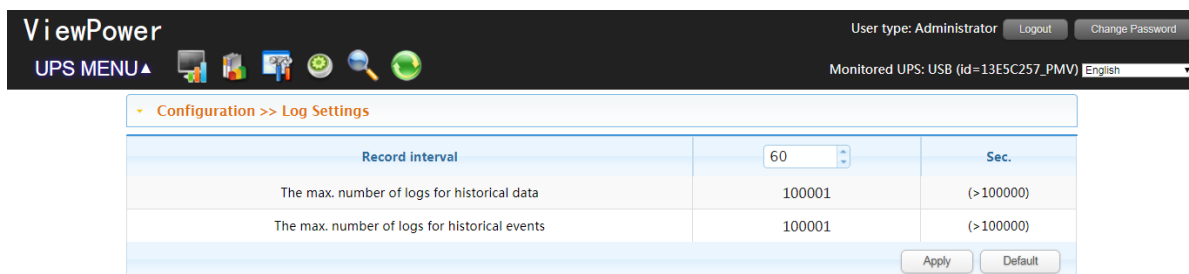 ViewPower
User type: Administrator Logout Change Password
UPS MENU▲
Monitored UPS: USB (id=13E5C257_PMV) English
Configuration >> Log Settings
Record interval 60 Sec.
The max. number of logs for historical data 100001 (>100000)
The max. number of logs for historical events 100001 (>100000)
Apply Default